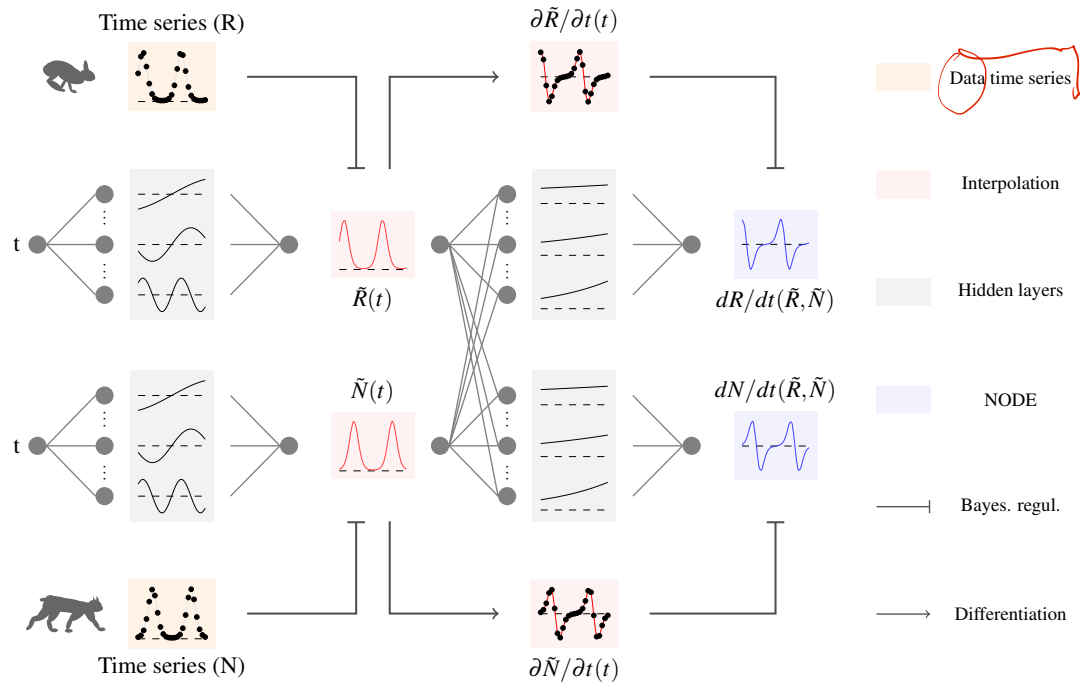 Time series (R)
∂R̃/∂t(t)
Data time series
t
R̃(t)
dR/dt(R̃, Ñ)
Interpolation
Hidden layers
t
Ñ(t)
dN/dt(R̃, Ñ)
NODE
Bayes. regul.
Time series (N)
∂Ñ/∂t(t)
Differentiation